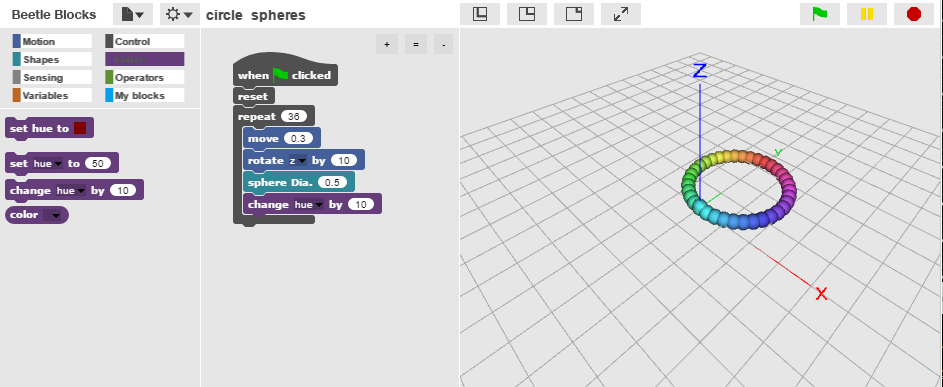 Beetle Blocks
circle spheres
Motion
Control
Shapes
Sensing
Operators
Variables
My blocks
set hue to
set hue to 50
change hue by 10
color
+ = -
when clicked
reset
repeat 36
move 0.3
rotate z by 10
sphere Dia. 0.5
change hue by 10
Z
Y
X